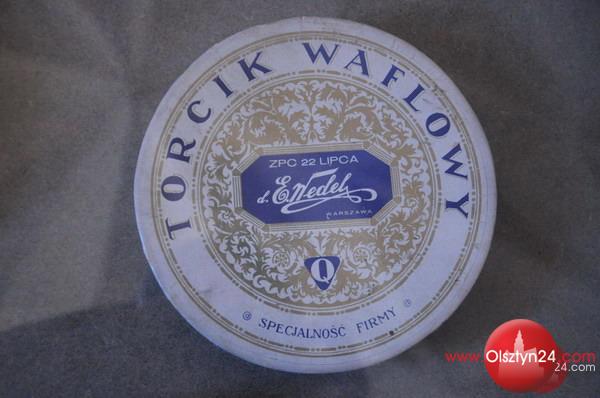 TORCIK WAFLOWY
ZPC 22 LIPCA
d. E. Wedel
WARSZAWA
Q
SPECJALNOŚĆ FIRMY
www.Olsztyn24.com
24.com